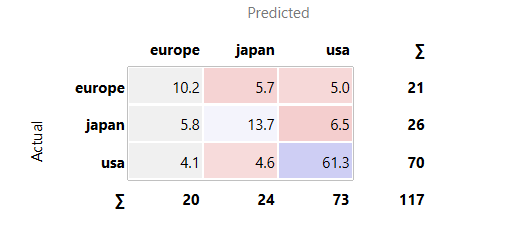 Predicted
europe japan usa ∑
europe 10.2 5.7 5.0 21
japan 5.8 13.7 6.5 26
Actual
usa 4.1 4.6 61.3 70
∑ 20 24 73 117